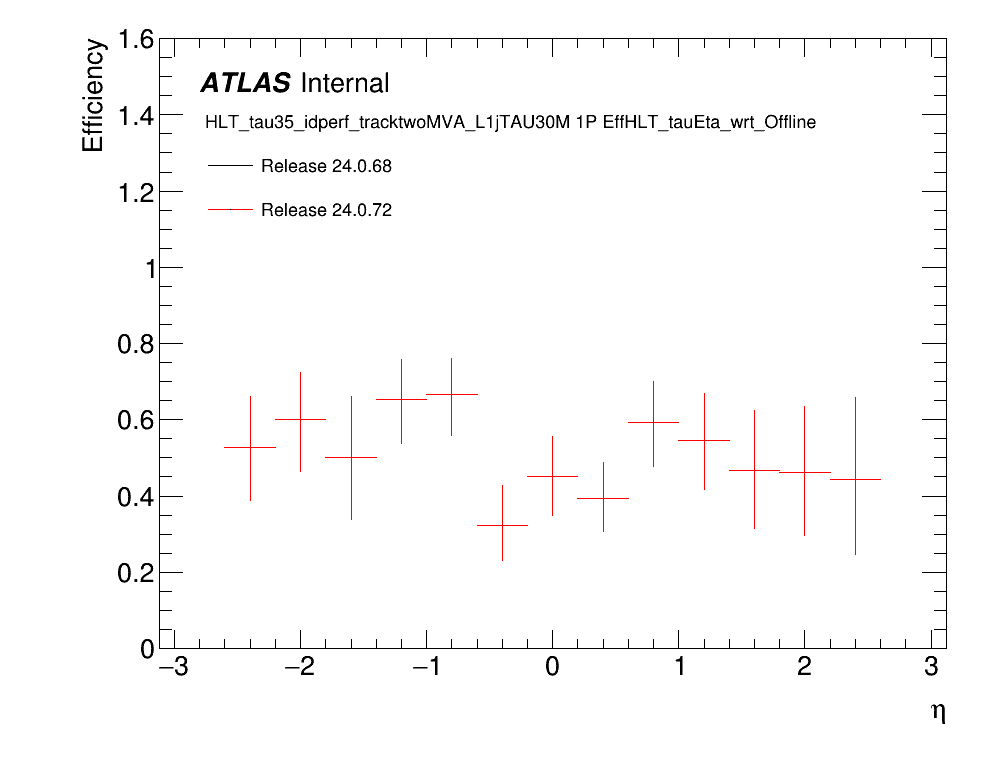 Efficiency
1.6
1.4
1.2
1
0.8
0.6
0.4
0.2
0
ATLAS Internal
HLT_tau35_idperf_tracktwoMVA_L1jTAU30M 1P EffHLT_tauEta_wrt_Offline
Release 24.0.68
Release 24.0.72
−3 −2 −1 0 1 2 3
η